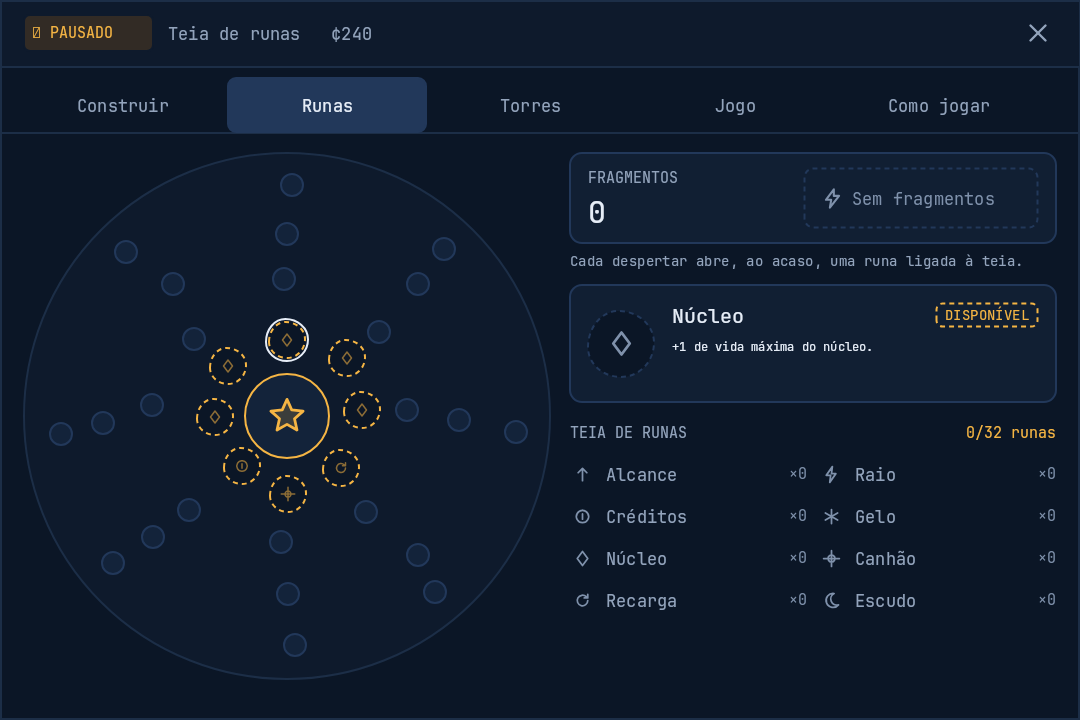 PAUSADO
Teia de runas ₵240
Construir Runas Torres Jogo Como jogar
FRAGMENTOS
0
Sem fragmentos
Cada despertar abre, ao acaso, uma runa ligada à teia.
Núcleo
DISPONÍVEL
+1 de vida máxima do núcleo.
TEIA DE RUNAS 0/32 runas
Alcance ×0 Raio ×0
Créditos ×0 Gelo ×0
Núcleo ×0 Canhão ×0
Recarga ×0 Escudo ×0